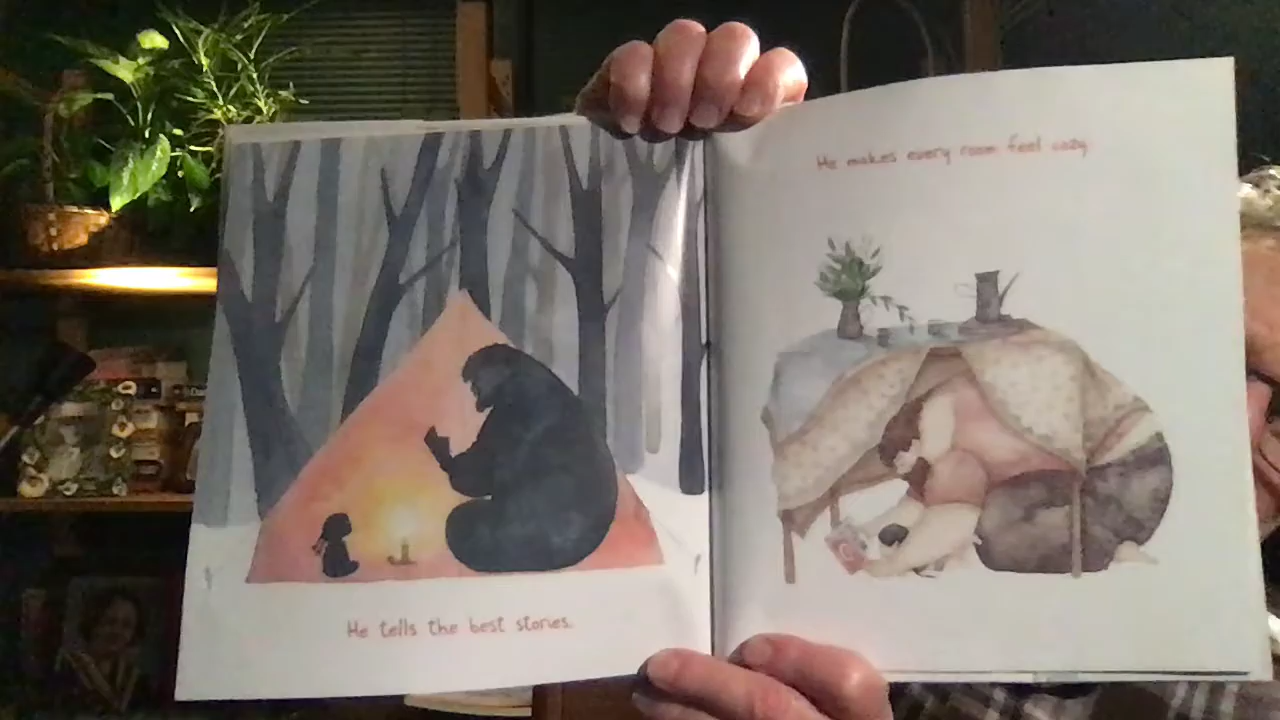 He tells the best stories.
He makes every room feel cozy.